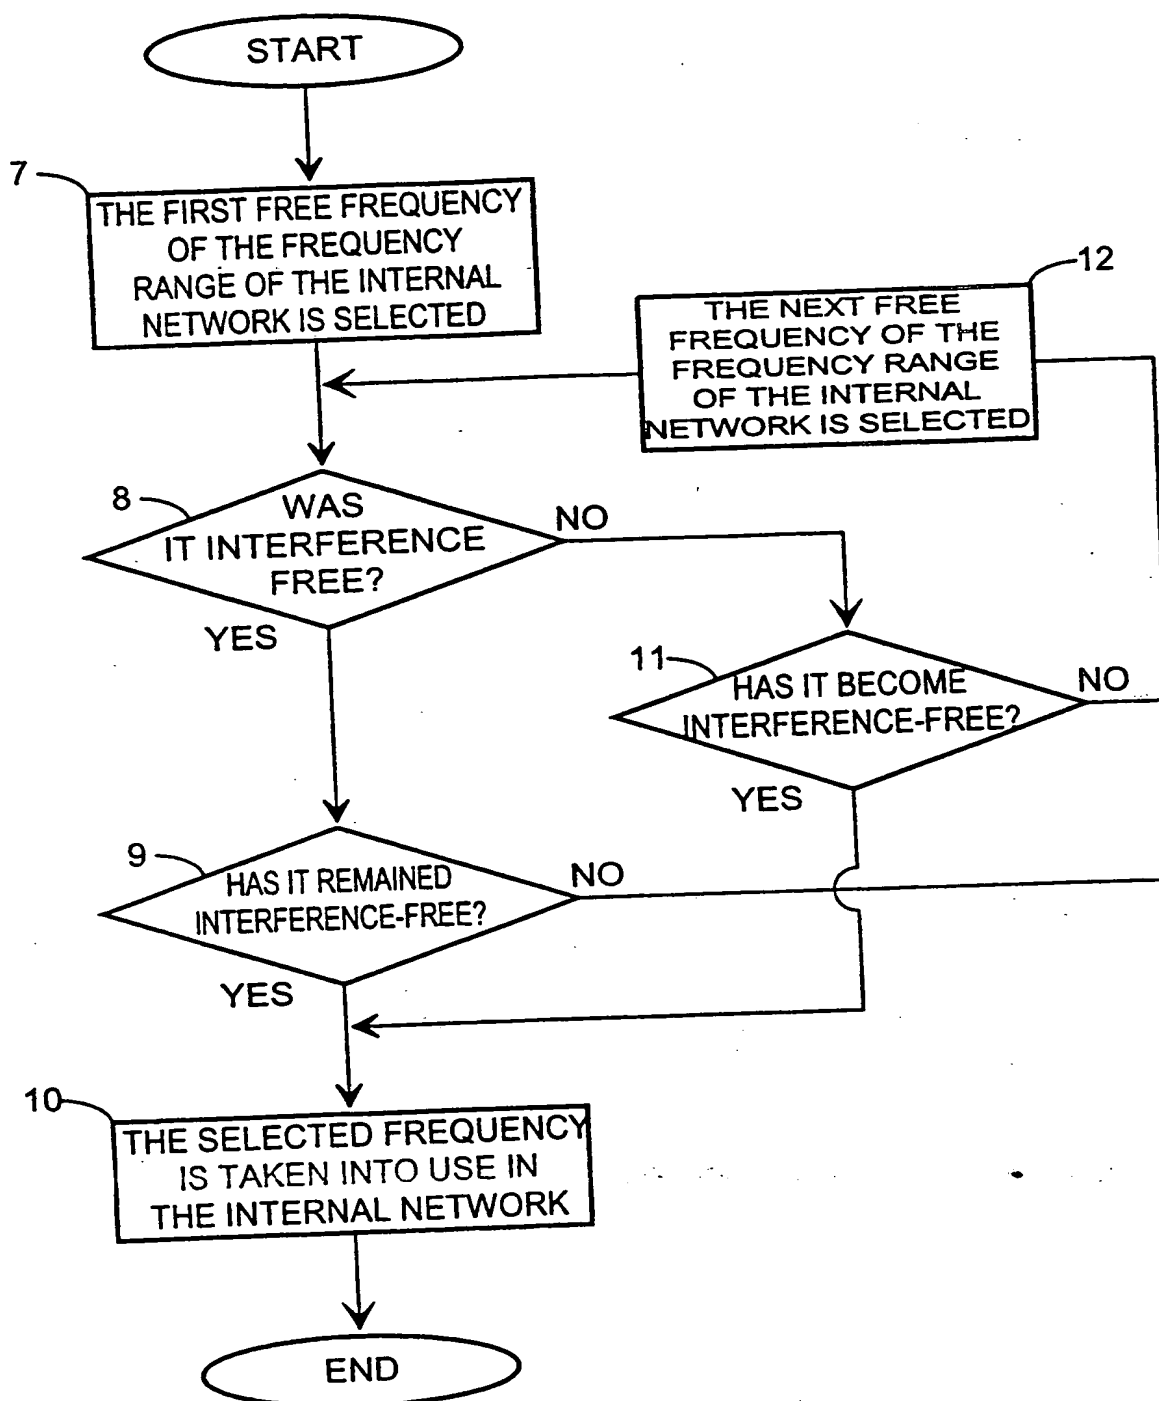 START
7
THE FIRST FREE FREQUENCY
OF THE FREQUENCY
RANGE OF THE INTERNAL
NETWORK IS SELECTED
12
THE NEXT FREE
FREQUENCY OF THE
FREQUENCY RANGE
OF THE INTERNAL
NETWORK IS SELECTED
8
WAS
IT INTERFERENCE
FREE?
NO
YES
11
HAS IT BECOME
INTERFERENCE-FREE?
NO
YES
9
HAS IT REMAINED
INTERFERENCE-FREE?
NO
YES
10
THE SELECTED FREQUENCY
IS TAKEN INTO USE IN
THE INTERNAL NETWORK
END